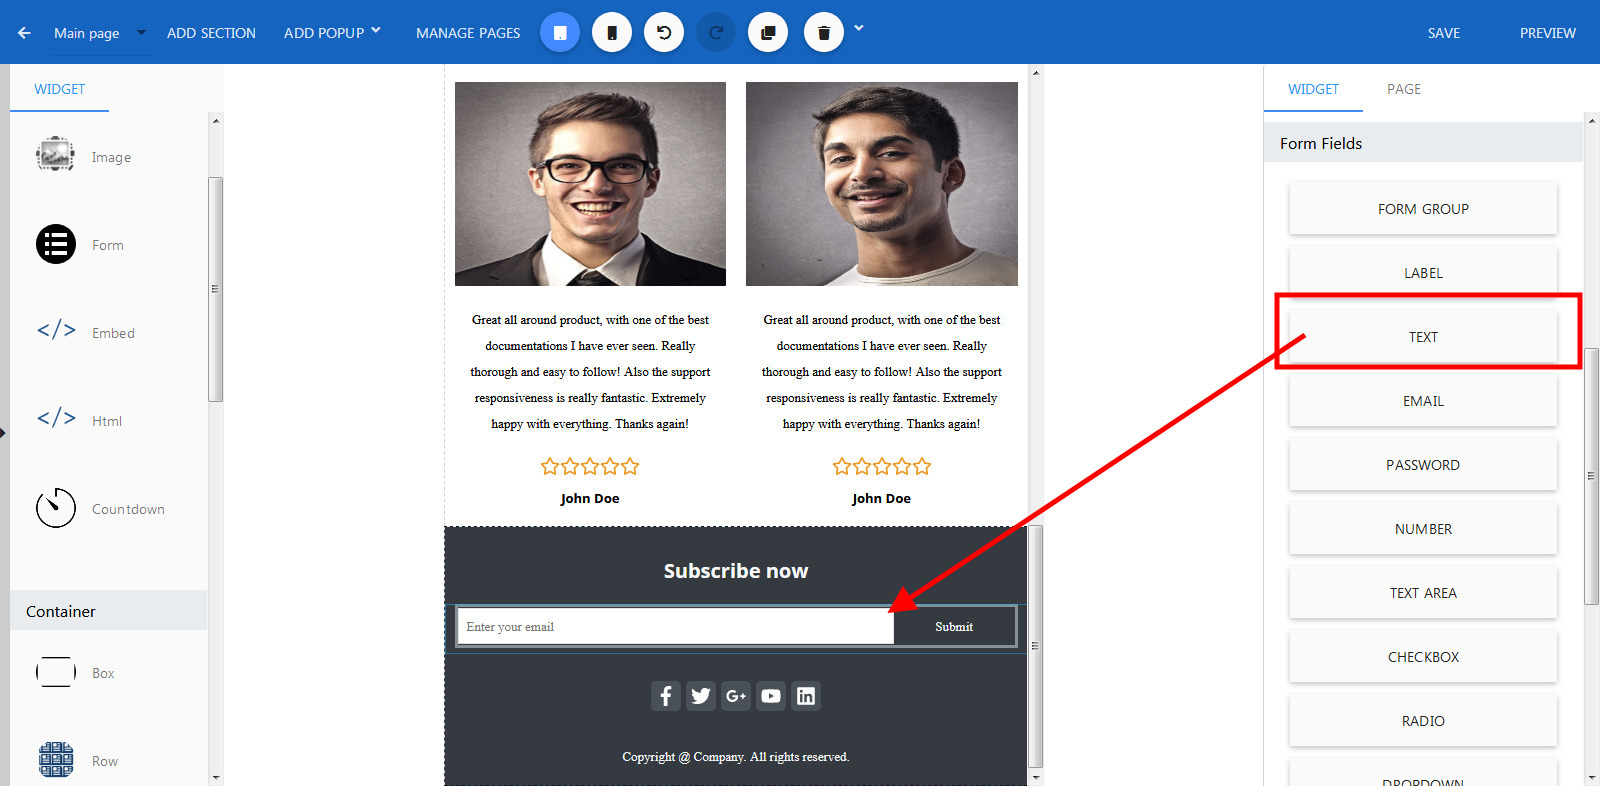 Main page
ADD SECTION
ADD POPUP
MANAGE PAGES
SAVE
PREVIEW
WIDGET
Image
Form
</> Embed
</> Html
Countdown
Container
Box
Row
Great all around product, with one of the best
documentations I have ever seen. Really
thorough and easy to follow! Also the support
responsiveness is really fantastic. Extremely
happy with everything. Thanks again!
John Doe
Great all around product, with one of the best
documentations I have ever seen. Really
thorough and easy to follow! Also the support
responsiveness is really fantastic. Extremely
happy with everything. Thanks again!
John Doe
Subscribe now
Enter your email
Submit
G+
Copyright @ Company. All rights reserved.
WIDGET
PAGE
Form Fields
FORM GROUP
LABEL
TEXT
EMAIL
PASSWORD
NUMBER
TEXT AREA
CHECKBOX
RADIO
DROPDOWN